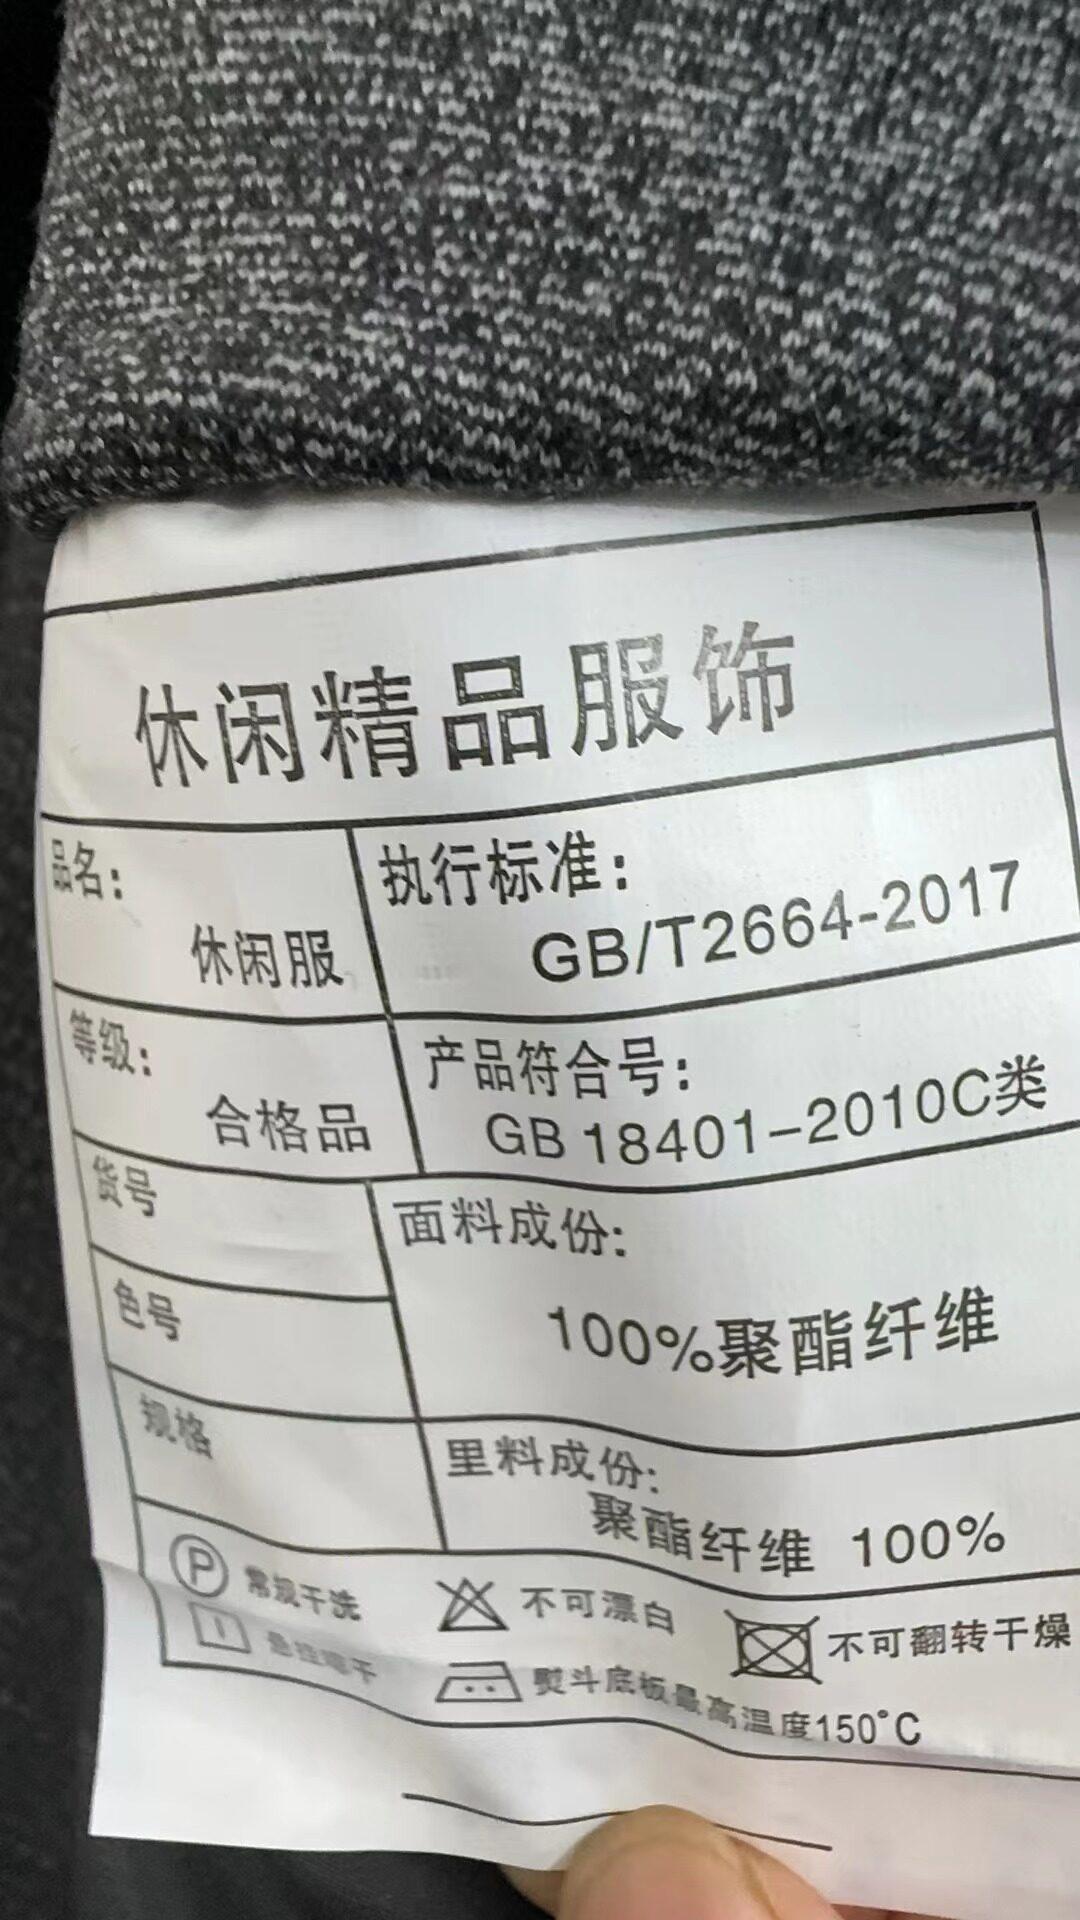 休闲精品服饰
品名：
休闲服
执行标准：
GB/T2664-2017
等级：
合格品
产品符合号：
GB 18401-2010C类
货号
色号
规格
面料成份：
100%聚酯纤维
里料成份：
聚酯纤维 100%
P 常规干洗
不可漂白
不可翻转干燥
悬挂晾干
熨斗底板最高温度150°C